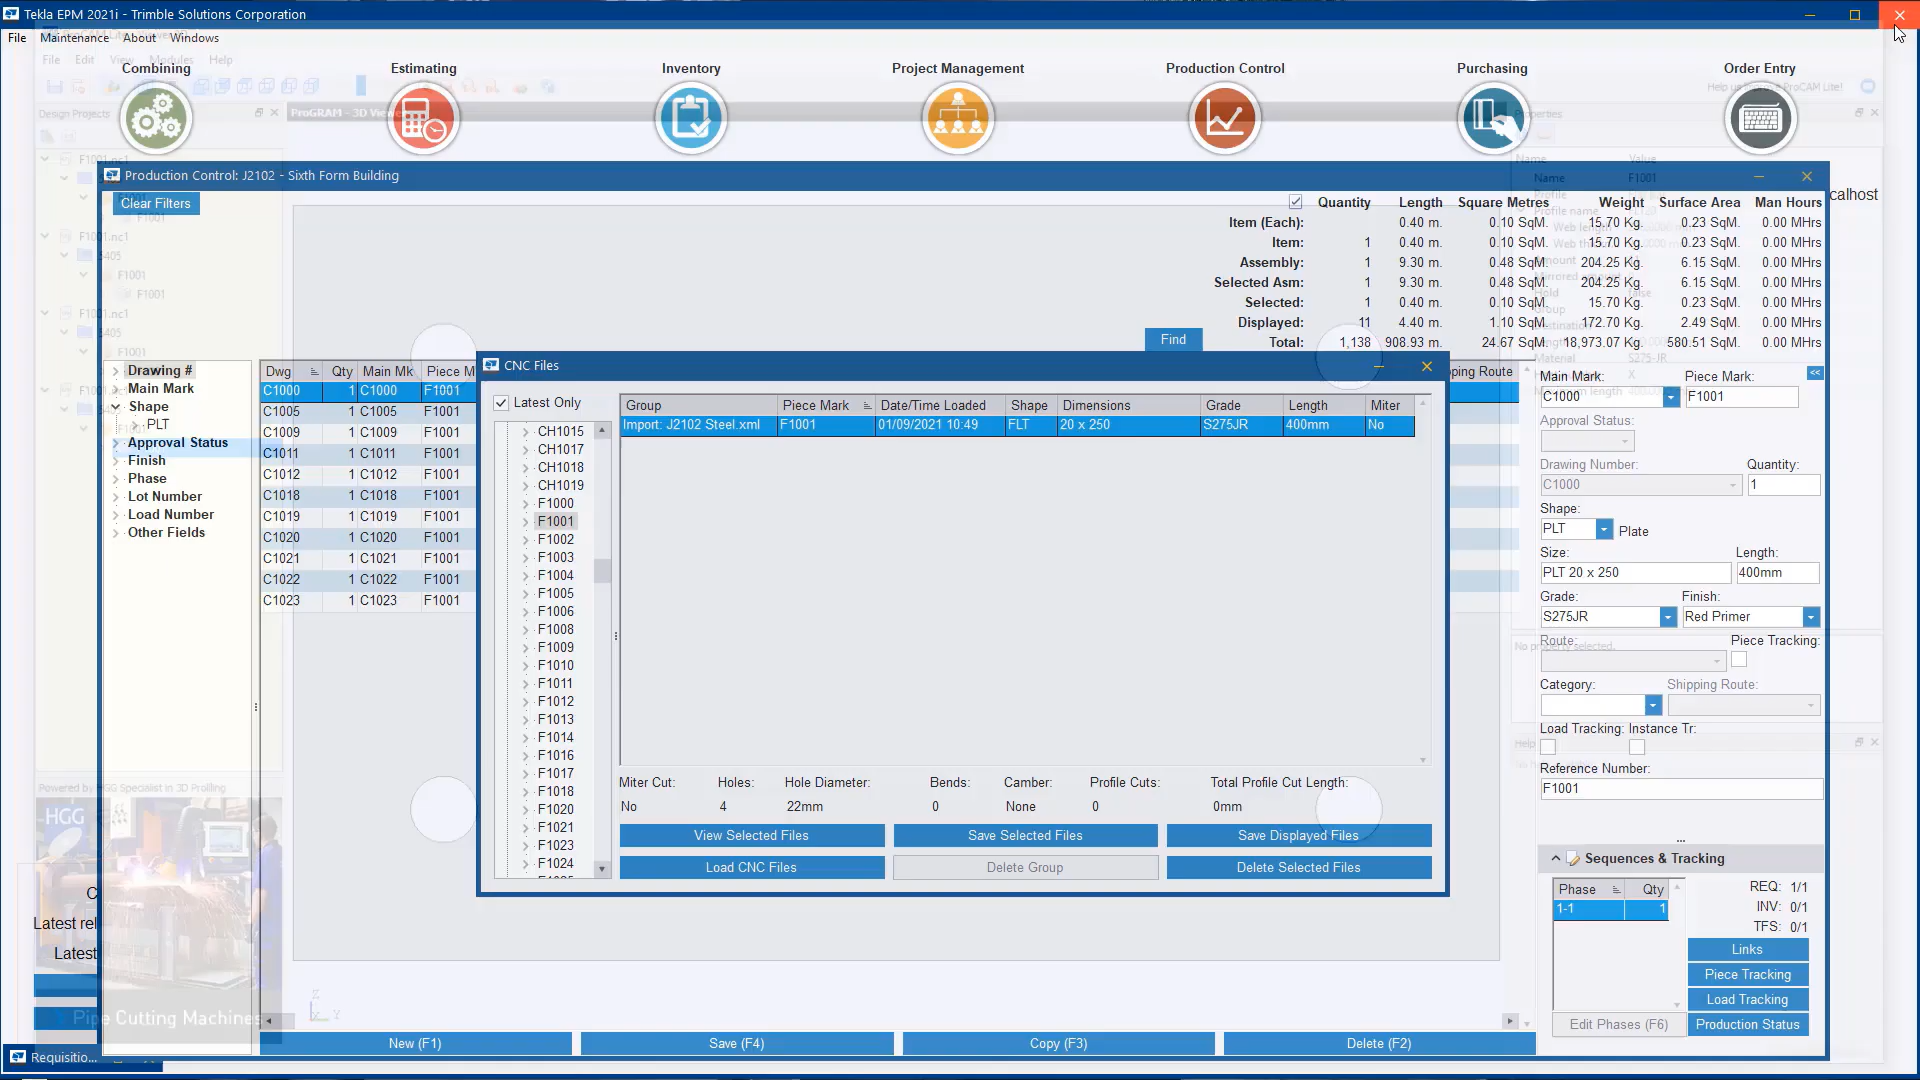 Tekla EPM 2021i - Trimble Solutions Corporation
File Maintenance About Windows
File Edit View Modules Help
Combining Estimating Inventory Project Management Production Control Purchasing Order Entry
Help us improve ProCAM Lite!
Design Projects
Properties
Production Control: J2102 - Sixth Form Building
calhost
Clear Filters
Quantity Length Square Metres Weight Surface Area Man Hours
Item (Each): 0.40 m. 0.10 SqM. 15.70 Kg. 0.23 SqM. 0.00 MHrs
Item: 1 0.40 m. 0.10 SqM. 15.70 Kg. 0.23 SqM. 0.00 MHrs
Assembly: 1 9.30 m. 0.48 SqM. 204.25 Kg. 6.15 SqM. 0.00 MHrs
Selected Asm: 1 9.30 m. 0.48 SqM. 204.25 Kg. 6.15 SqM. 0.00 MHrs
Selected: 1 0.40 m. 0.10 SqM. 15.70 Kg. 0.23 SqM. 0.00 MHrs
Displayed: 11 4.40 m. 1.10 SqM. 172.70 Kg. 2.49 SqM. 0.00 MHrs
Find
Total: 1,138 908.93 m. 24.67 SqM. 18,973.07 Kg. 580.51 SqM. 0.00 MHrs
Drawing #
Main Mark
Shape
PLT
Approval Status
Finish
Phase
Lot Number
Load Number
Other Fields
Dwg Qty Main Mk Piece M
C1000 1 C1000 F1001
C1005 1 C1005 F1001
C1009 1 C1009 F1001
C1011 1 C1011 F1001
C1012 1 C1012 F1001
C1018 1 C1018 F1001
C1019 1 C1019 F1001
C1020 1 C1020 F1001
C1021 1 C1021 F1001
C1022 1 C1022 F1001
C1023 1 C1023 F1001
pping Route
CNC Files
Latest Only
CH1015
CH1017
CH1018
CH1019
F1000
F1001
F1002
F1003
F1004
F1005
F1006
F1008
F1009
F1010
F1011
F1012
F1013
F1014
F1016
F1017
F1018
F1020
F1021
F1023
F1024
Group Piece Mark Date/Time Loaded Shape Dimensions Grade Length Miter
Import: J2102 Steel.xml F1001 01/09/2021 10:49 FLT 20 x 250 S275JR 400mm No
Miter Cut: Holes: Hole Diameter: Bends: Camber: Profile Cuts: Total Profile Cut Length:
No 4 22mm 0 None 0 0mm
View Selected Files Save Selected Files Save Displayed Files
Load CNC Files Delete Group Delete Selected Files
<<
Main Mark: Piece Mark:
C1000 F1001
Approval Status:
Drawing Number: Quantity:
C1000 1
Shape:
PLT Plate
Size: Length:
PLT 20 x 250 400mm
Grade: Finish:
S275JR Red Primer
Route: Piece Tracking:
No property selected.
Category: Shipping Route:
Load Tracking: Instance Tr:
Help
Reference Number:
F1001
Sequences & Tracking
Phase Qty
1-1 1
REQ: 1/1
INV: 0/1
TFS: 0/1
Links
Piece Tracking
Load Tracking
Edit Phases (F6) Production Status
Powered by HGG Specialist in 3D Profiling
HGG
C
Latest rel
Latest
Pipe Cutting Machines
New (F1) Save (F4) Copy (F3) Delete (F2)
Requisitio...